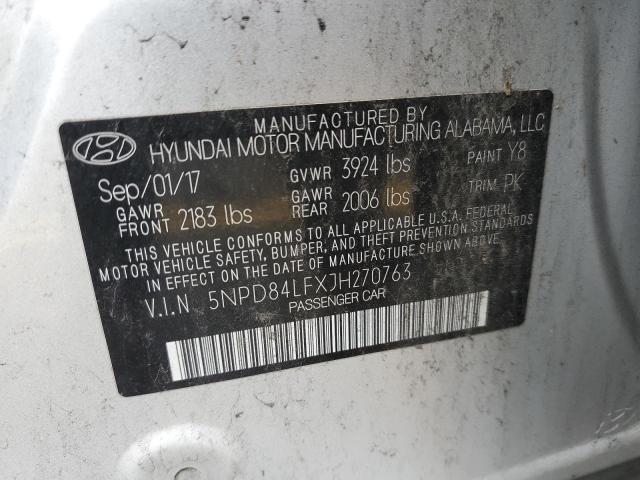 MANUFACTURED BY
HYUNDAI MOTOR MANUFACTURING ALABAMA, LLC
Sep/01/17 GVWR 3924 lbs PAINT Y8
GAWR FRONT 2183 lbs GAWR REAR 2006 lbs TRIM PK
THIS VEHICLE CONFORMS TO ALL APPLICABLE U.S.A. FEDERAL
MOTOR VEHICLE SAFETY, BUMPER, AND THEFT PREVENTION STANDARDS
IN EFFECT ON THE DATE OF MANUFACTURE SHOWN ABOVE.
V.I.N 5NPD84LFXJH270763
PASSENGER CAR